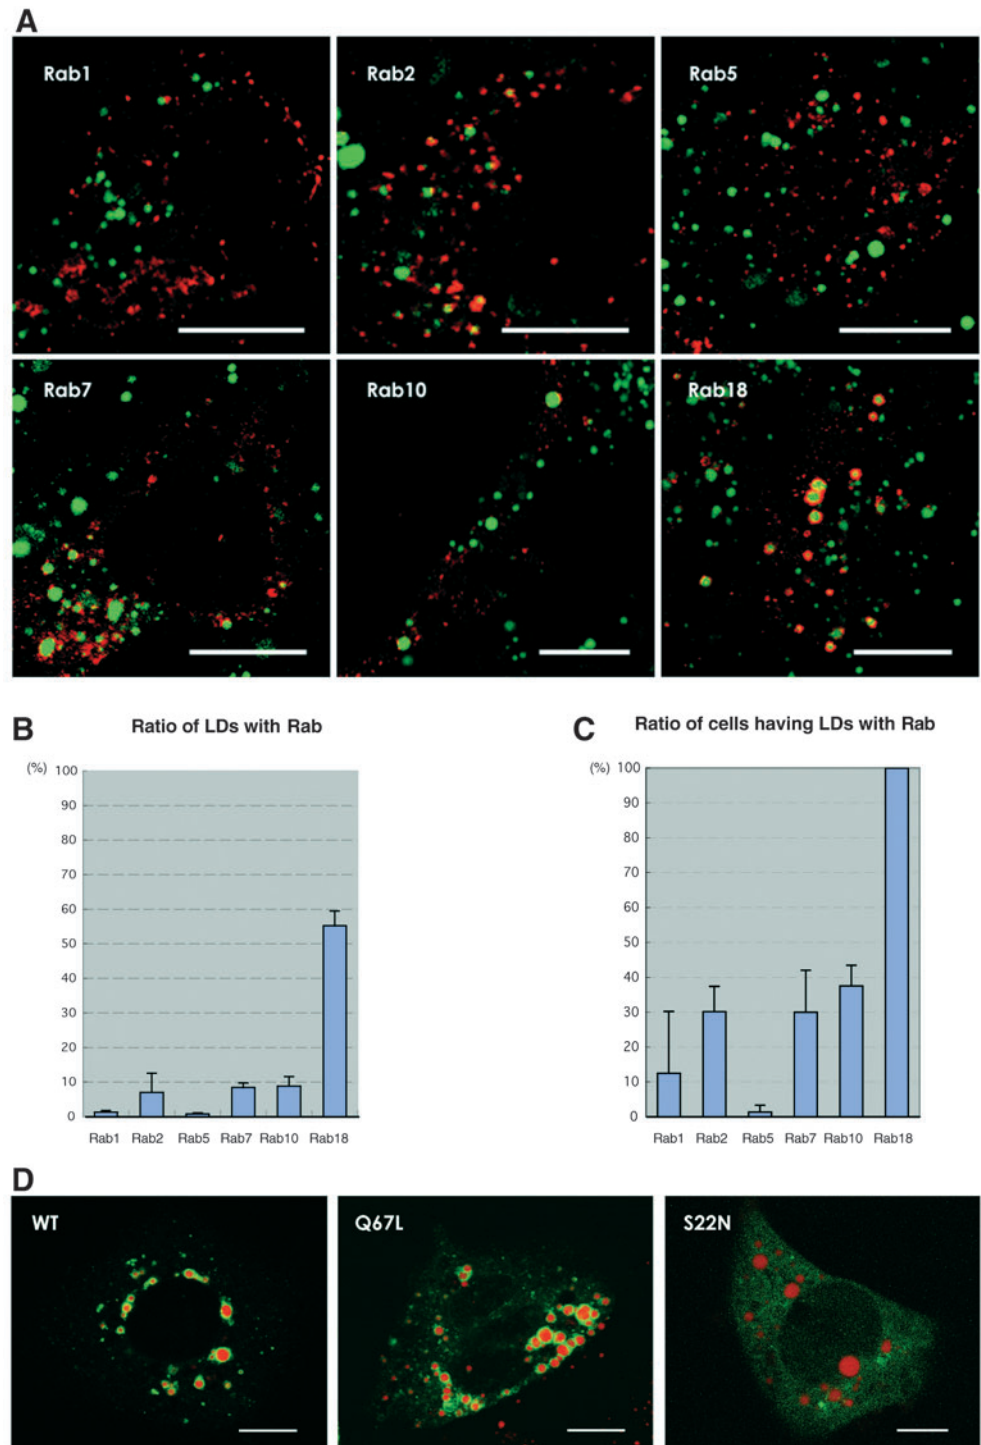 A
Rab1
Rab2
Rab5
Rab7
Rab10
Rab18
B
Ratio of LDs with Rab
(%)
100
90
80
70
60
50
40
30
20
10
0
Rab1 Rab2 Rab5 Rab7 Rab10 Rab18
C
Ratio of cells having LDs with Rab
(%)
100
90
80
70
60
50
40
30
20
10
0
Rab1 Rab2 Rab5 Rab7 Rab10 Rab18
D
WT
Q67L
S22N